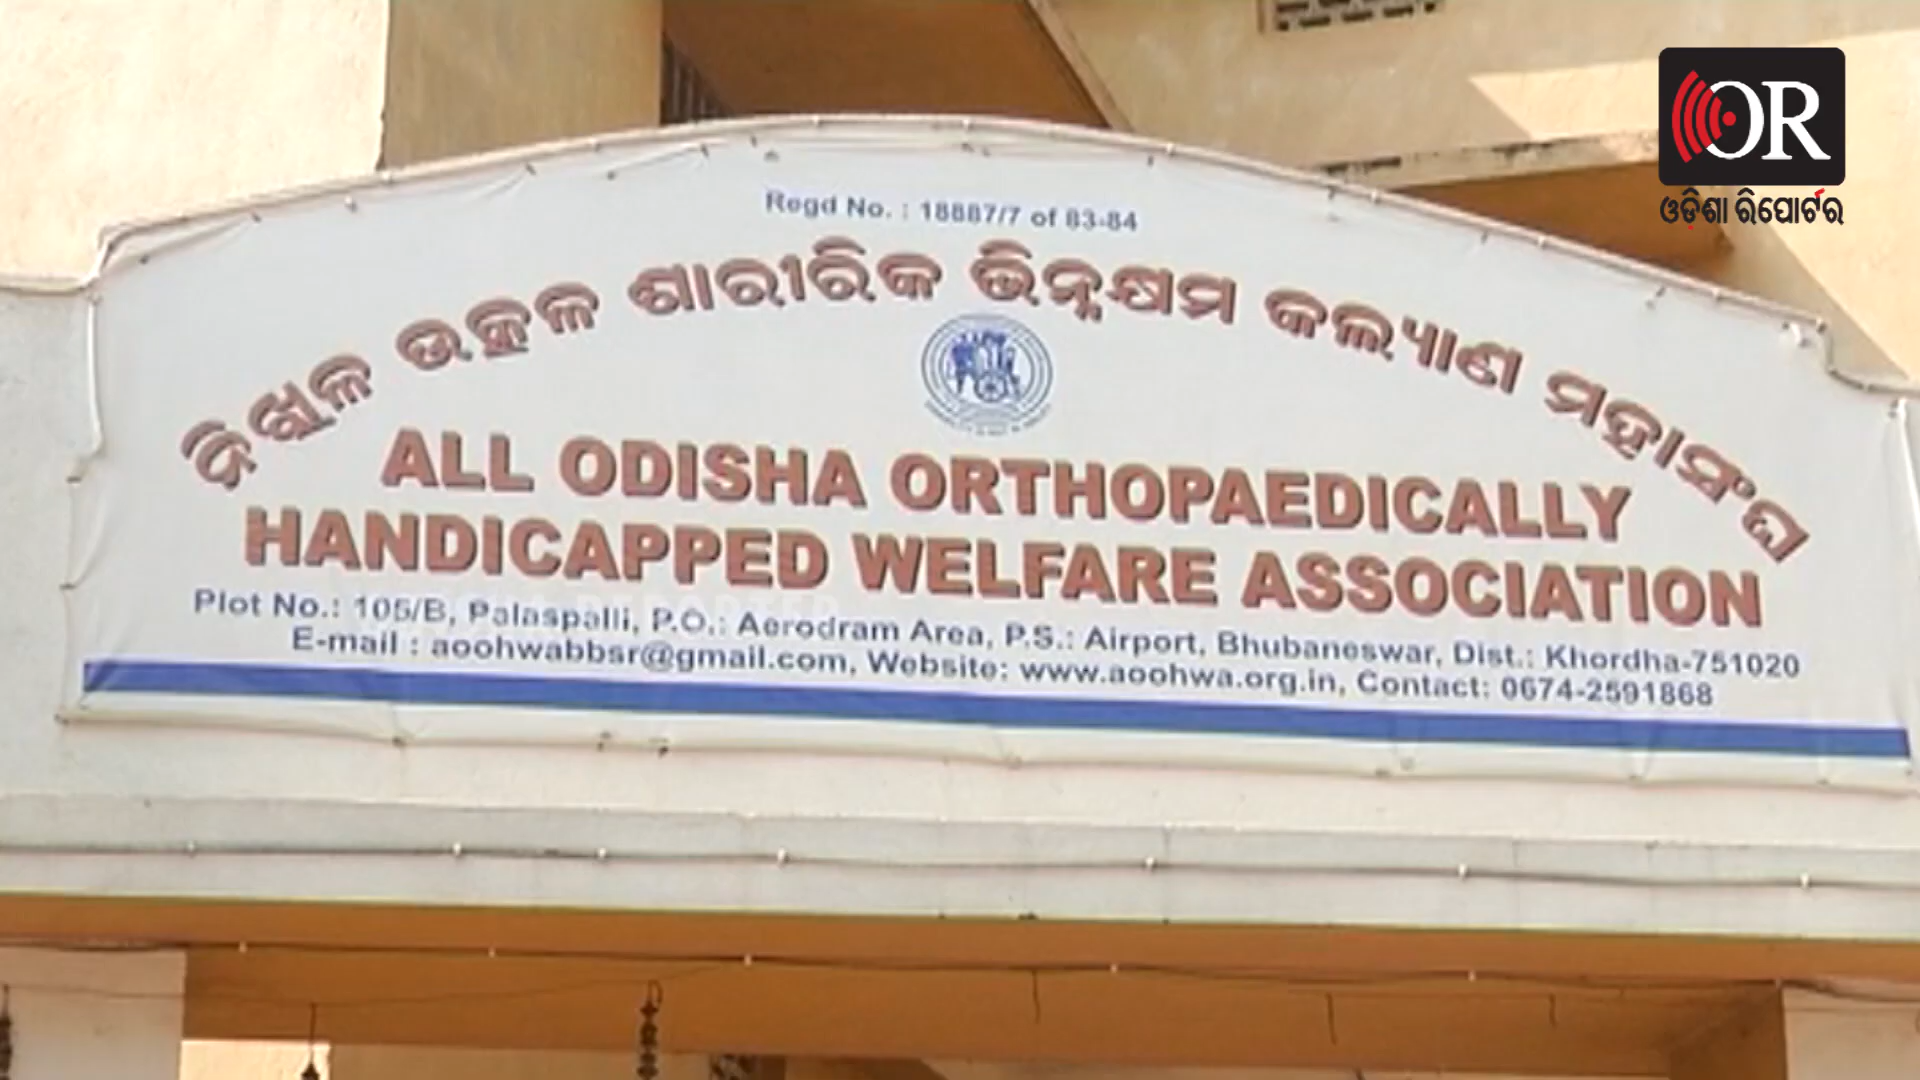 OR
ଓଡ଼ିଶା ରିପୋର୍ଟର
Regd No. : 18887/7 of 83-84
ନିଖିଳ ଉତ୍କଳ ଶାରୀରିକ ଭିନ୍ନକ୍ଷମ କଲ୍ୟାଣ ମହାସଂଘ
ALL ODISHA ORTHOPAEDICALLY
HANDICAPPED WELFARE ASSOCIATION
Plot No.: 105/B, Palaspalli, P.O.: Aerodram Area, P.S.: Airport, Bhubaneswar, Dist.: Khordha-751020
E-mail : aoohwabbsr@gmail.com, Website: www.aoohwa.org.in, Contact: 0674-2591868